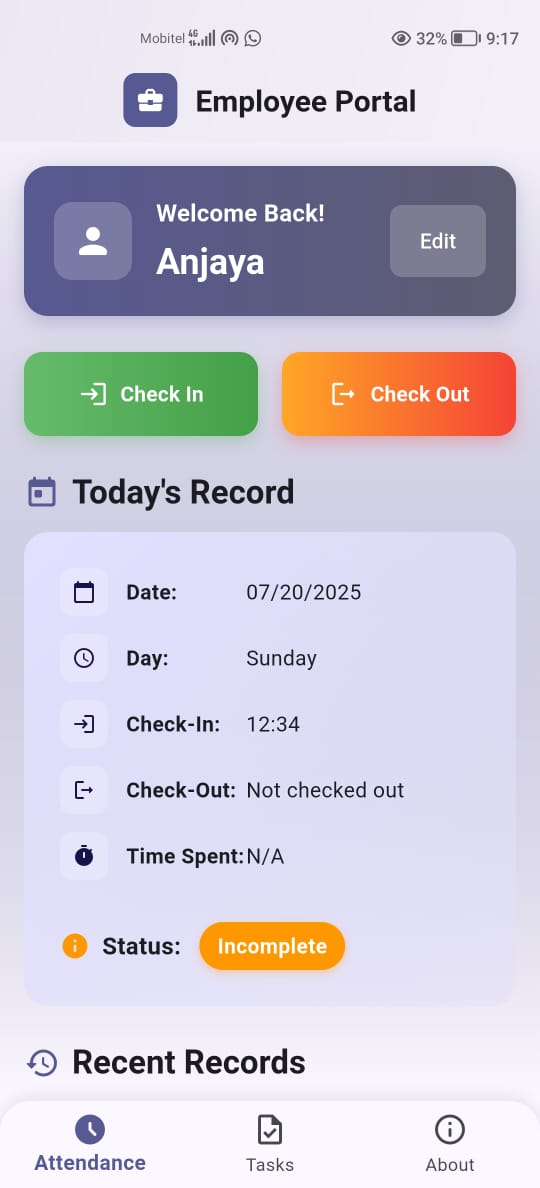 Mobitel 4G 32% 9:17
Employee Portal
Welcome Back!
Anjaya
Edit
Check In
Check Out
Today's Record
Date: 07/20/2025
Day: Sunday
Check-In: 12:34
Check-Out: Not checked out
Time Spent: N/A
Status: Incomplete
Recent Records
Attendance
Tasks
About